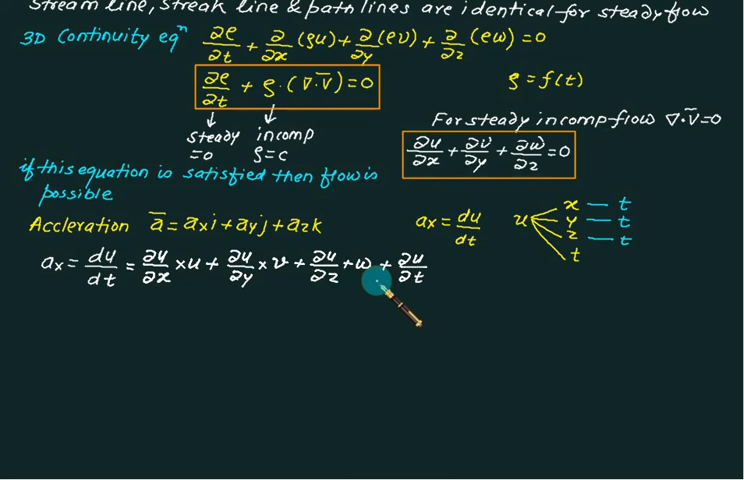 Stream line, streak line & path lines are identical for steady flow
3D Continuity eqⁿ ∂ρ/∂t + ∂/∂x (ρu) + ∂/∂y (ρv) + ∂/∂z (ρw) = 0
∂ρ/∂t + ρ·(∇·V̄) = 0
ρ = f(t)
↓ ↓
steady incomp
=0 ρ=c
For steady incomp flow ∇·V̄=0
∂u/∂x + ∂v/∂y + ∂w/∂z = 0
if this equation is satisfied then flow is
possible
Accleration ā = axi + ayj + azk
ax = du/dt
u
x — t
y — t
z — t
t
ax = du/dt = ∂u/∂x × u + ∂u/∂y × v + ∂u/∂z + w + ∂u/∂t